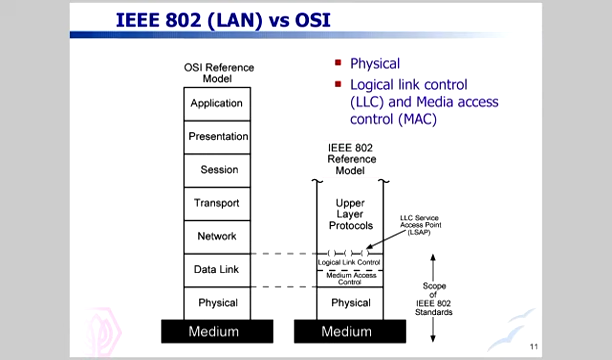 IEEE 802 (LAN) vs OSI
Physical
Logical link control
(LLC) and Media access
control (MAC)
OSI Reference
Model
Application
Presentation
Session
Transport
Network
Data Link
Physical
Medium
IEEE 802
Reference
Model
Upper
Layer
Protocols
LLC Service
Access Point
(LSAP)
Logical Link Control
Medium Access
Control
Physical
Medium
Scope
of
IEEE 802
Standards
11